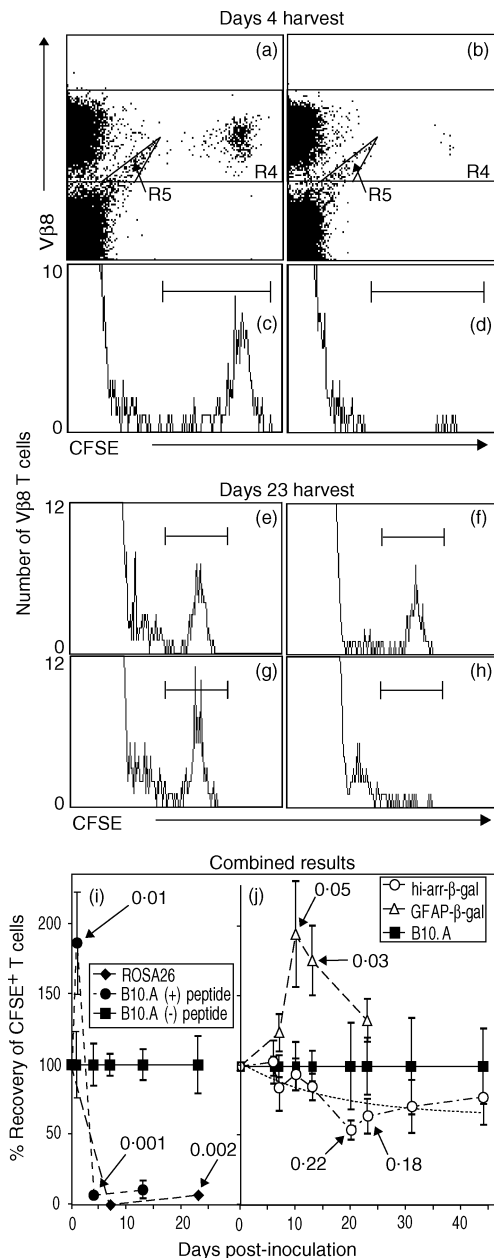 Days 4 harvest
(a)
(b)
Vβ8
R4
R4
R5
R5
10
(c)
(d)
0
CFSE
Number of Vβ8 T cells
Days 23 harvest
12
(e)
(f)
0
12
(g)
(h)
0
CFSE
Combined results
(i)
(j)
hi-arr-β-gal
GFAP-β-gal
B10.A
0·01
0·05
0·03
200
150
100
50
0
% Recovery of CFSE+ T cells
ROSA26
B10.A (+) peptide
B10.A (-) peptide
0·001
0·002
0·22
0·18
0 10 20 0 10 20 30 40
Days post-inoculation